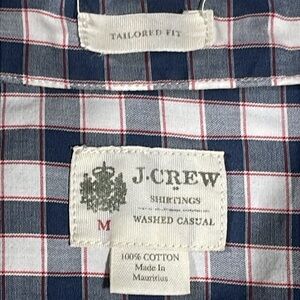 TAILORED FIT
J.CREW
SHIRTINGS
WASHED CASUAL
M
100% COTTON
Made In
Mauritius